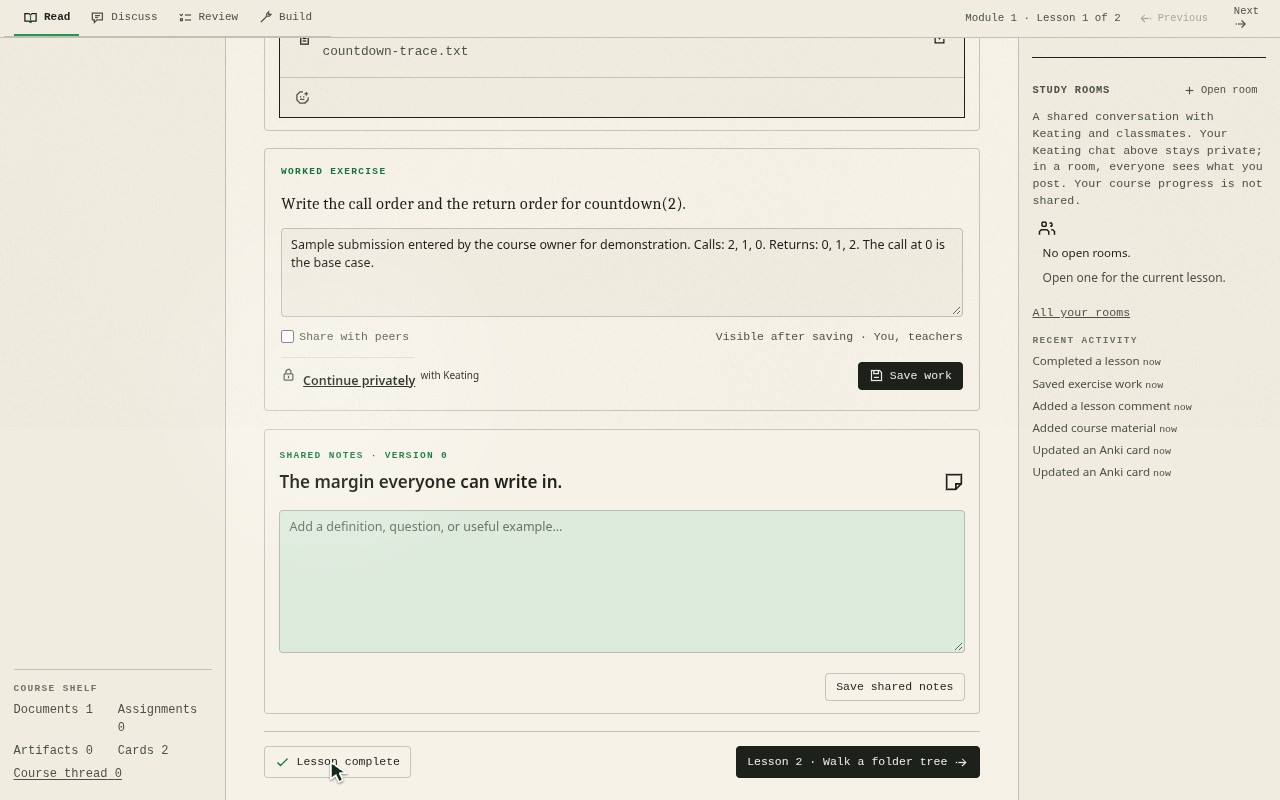 Read
Discuss
Review
Build
Module 1 · Lesson 1 of 2
Previous
Next
countdown-trace.txt
WORKED EXERCISE
Write the call order and the return order for countdown(2).
Sample submission entered by the course owner for demonstration. Calls: 2, 1, 0. Returns: 0, 1, 2. The call at 0 is
the base case.
Share with peers
Visible after saving · You, teachers
Continue privately with Keating
Save work
SHARED NOTES · VERSION 0
The margin everyone can write in.
Add a definition, question, or useful example...
Save shared notes
Lesson complete
Lesson 2 · Walk a folder tree
COURSE SHELF
Documents 1
Assignments
0
Artifacts 0
Cards 2
Course thread 0
STUDY ROOMS
Open room
A shared conversation with
Keating and classmates. Your
Keating chat above stays private;
in a room, everyone sees what you
post. Your course progress is not
shared.
No open rooms.
Open one for the current lesson.
All your rooms
RECENT ACTIVITY
Completed a lesson now
Saved exercise work now
Added a lesson comment now
Added course material now
Updated an Anki card now
Updated an Anki card now